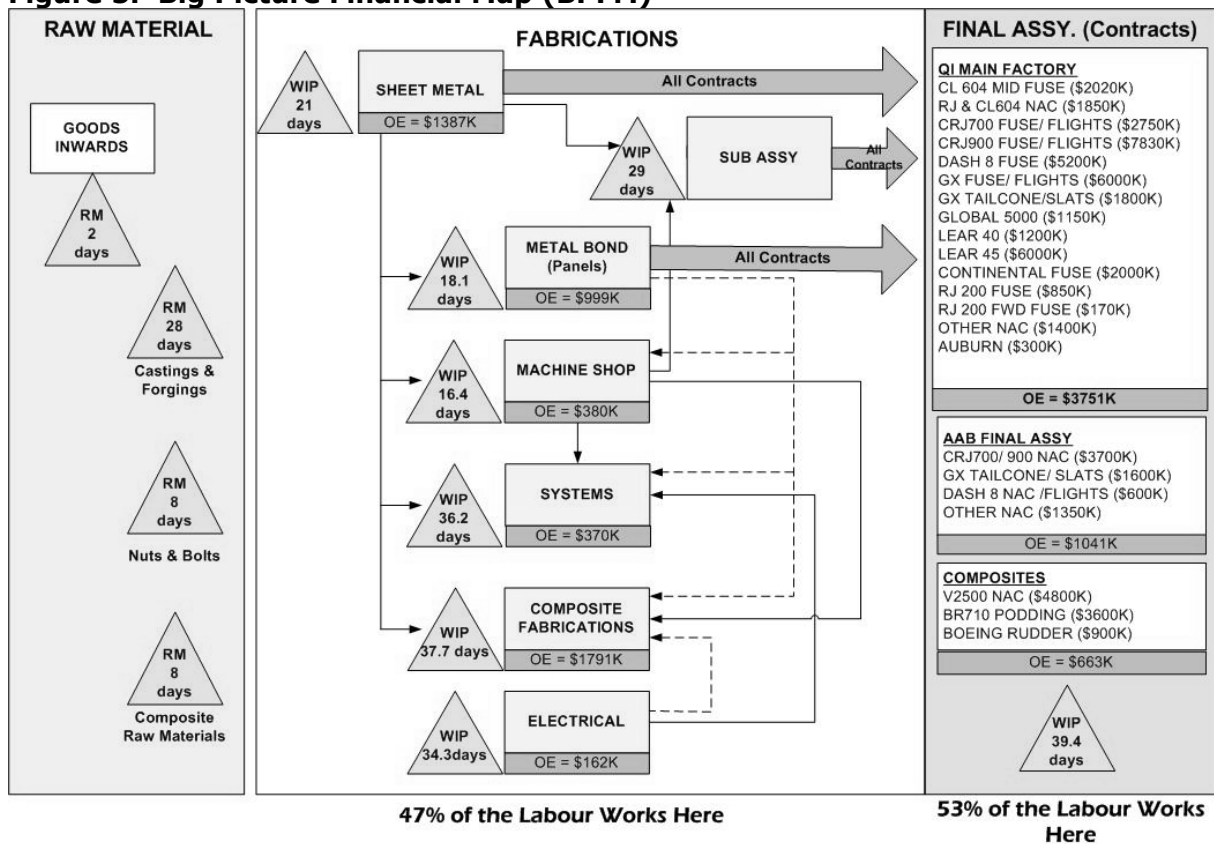 Figure Big Picture Financial Map
RAW MATERIAL
GOODS
INWARDS
RM
2
days
RM
28
days
Castings &
Forgings
RM
8
days
Nuts & Bolts
RM
8
days
Composite
Raw Materials
FABRICATIONS
WIP
21
days
SHEET METAL
OE = $1387K
All Contracts
WIP
29
days
SUB ASSY
All
Contracts
WIP
18.1
days
METAL BOND
(Panels)
OE = $999K
All Contracts
WIP
16.4
days
MACHINE SHOP
OE = $380K
WIP
36.2
days
SYSTEMS
OE = $370K
WIP
37.7 days
COMPOSITE
FABRICATIONS
OE = $1791K
WIP
34.3days
ELECTRICAL
OE = $162K
47% of the Labour Works Here
FINAL ASSY. (Contracts)
QI MAIN FACTORY
CL 604 MID FUSE ($2020K)
RJ & CL604 NAC ($1850K)
CRJ700 FUSE/ FLIGHTS ($2750K)
CRJ900 FUSE/ FLIGHTS ($7830K)
DASH 8 FUSE ($5200K)
GX FUSE/ FLIGHTS ($6000K)
GX TAILCONE/SLATS ($1800K)
GLOBAL 5000 ($1150K)
LEAR 40 ($1200K)
LEAR 45 ($6000K)
CONTINENTAL FUSE ($2000K)
RJ 200 FUSE ($850K)
RJ 200 FWD FUSE ($170K)
OTHER NAC ($1400K)
AUBURN ($300K)
OE = $3751K
AAB FINAL ASSY
CRJ700/ 900 NAC ($3700K)
GX TAILCONE/ SLATS ($1600K)
DASH 8 NAC /FLIGHTS ($600K)
OTHER NAC ($1350K)
OE = $1041K
COMPOSITES
V2500 NAC ($4800K)
BR710 PODDING ($3600K)
BOEING RUDDER ($900K)
OE = $663K
WIP
39.4
days
53% of the Labour Works
Here